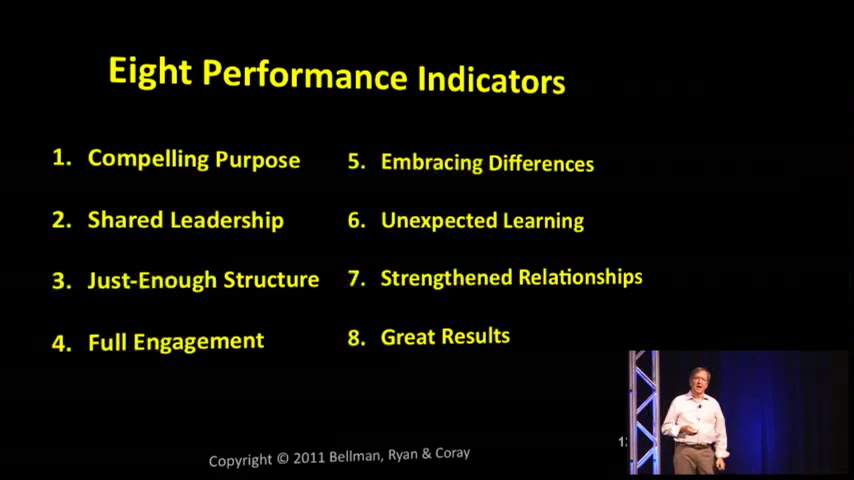 Eight Performance Indicators
1. Compelling Purpose
2. Shared Leadership
3. Just-Enough Structure
4. Full Engagement
5. Embracing Differences
6. Unexpected Learning
7. Strengthened Relationships
8. Great Results
Copyright © 2011 Bellman, Ryan & Coray